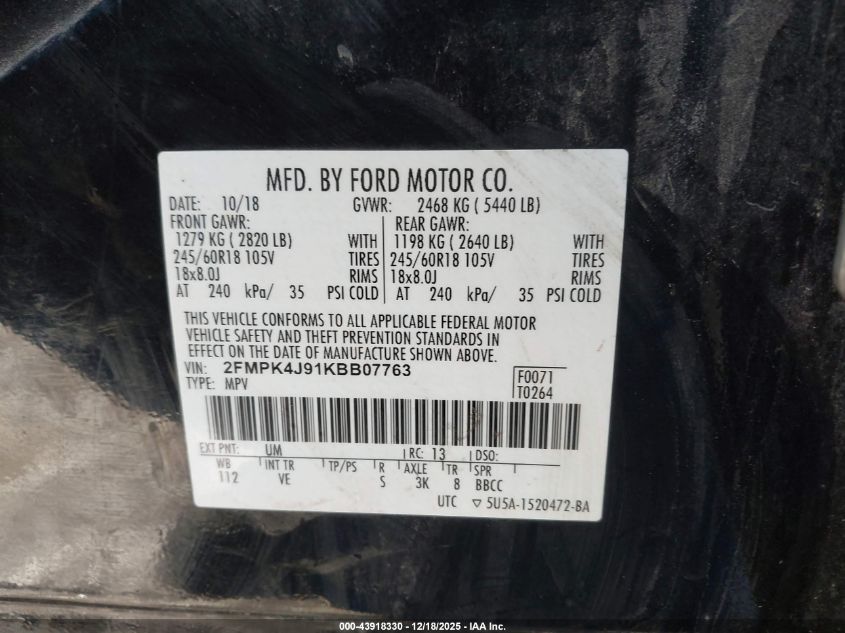 MFD. BY FORD MOTOR CO.
DATE: 10/18 GVWR: 2468 KG ( 5440 LB)
FRONT GAWR: REAR GAWR:
1279 KG ( 2820 LB) WITH 1198 KG ( 2640 LB) WITH
245/60R18 105V TIRES 245/60R18 105V TIRES
18x8.0J RIMS 18x8.0J RIMS
AT 240 kPa/ 35 PSI COLD AT 240 kPa/ 35 PSI COLD
THIS VEHICLE CONFORMS TO ALL APPLICABLE FEDERAL MOTOR
VEHICLE SAFETY AND THEFT PREVENTION STANDARDS IN
EFFECT ON THE DATE OF MANUFACTURE SHOWN ABOVE.
VIN: 2FMPK4J91KBB07763 F0071
TYPE: MPV T0264
EXT PNT: UM RC: 13 DSO:
WB INT TR TP/PS R AXLE TR SPR
112 VE S 3K 8 BBCC
UTC ▽ 5U5A-1520472-BA
000-43918330 - 12/18/2025 - IAA Inc.